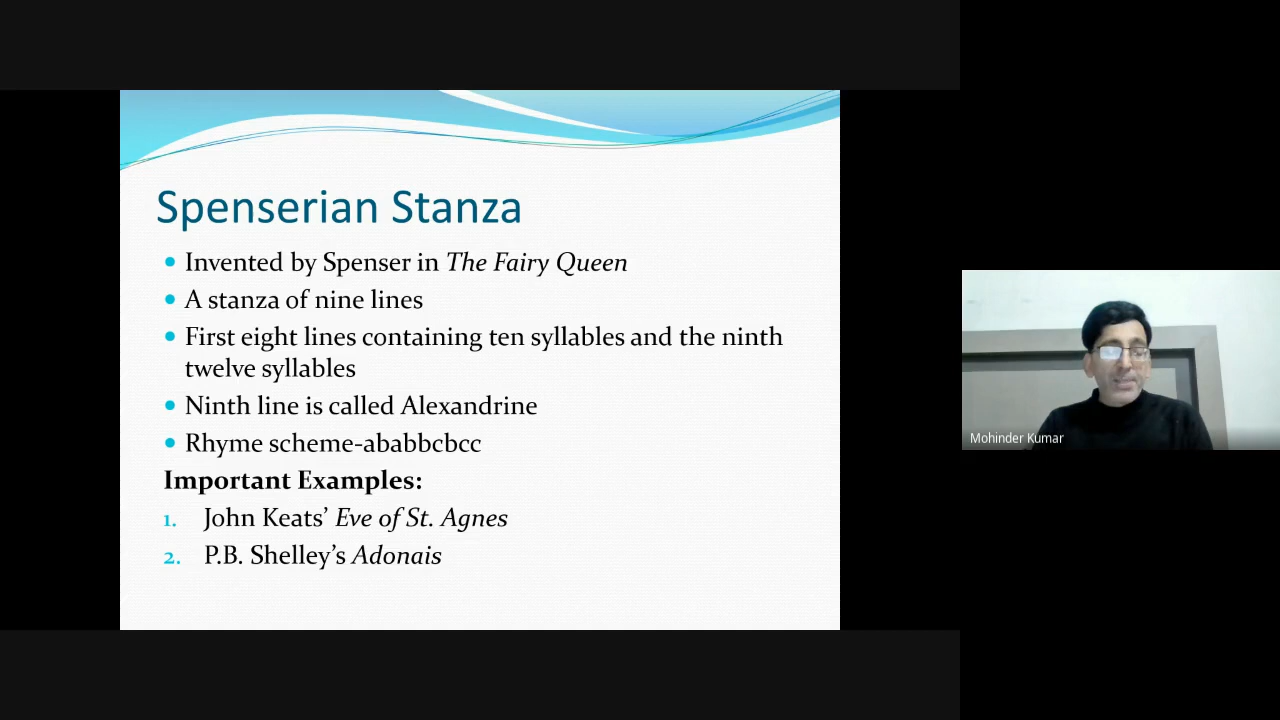 Spenserian Stanza
• Invented by Spenser in The Fairy Queen
• A stanza of nine lines
• First eight lines containing ten syllables and the ninth
twelve syllables
• Ninth line is called Alexandrine
• Rhyme scheme-ababbcbcc
Important Examples:
1. John Keats’ Eve of St. Agnes
2. P.B. Shelley’s Adonais
Mohinder Kumar